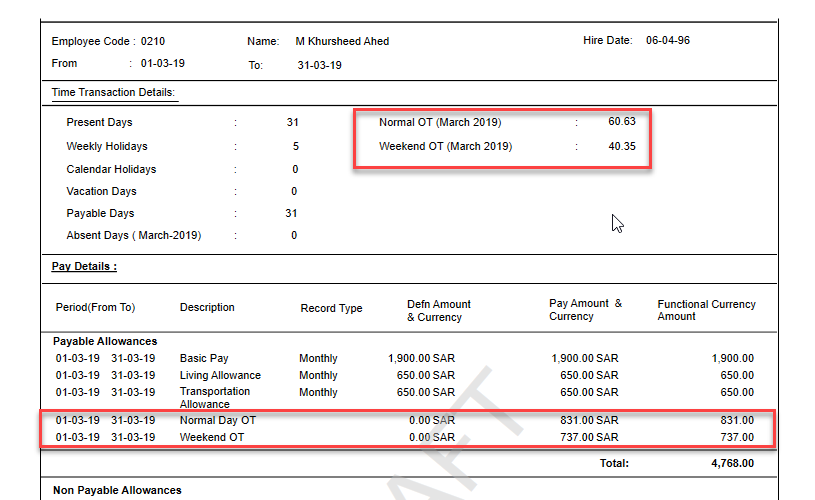 Employee Code : 0210 Name: M Khursheed Ahed Hire Date: 06-04-96
From : 01-03-19 To: 31-03-19
Time Transaction Details:
Present Days : 31 Normal OT (March 2019) : 60.63
Weekly Holidays : 5 Weekend OT (March 2019) : 40.35
Calendar Holidays : 0
Vacation Days : 0
Payable Days : 31
Absent Days ( March-2019) : 0
Pay Details :
Period(From To) Description Record Type Defn Amount Pay Amount & Functional Currency
& Currency Currency Amount
Payable Allowances
01-03-19 31-03-19 Basic Pay Monthly 1,900.00 SAR 1,900.00 SAR 1,900.00
01-03-19 31-03-19 Living Allowance Monthly 650.00 SAR 650.00 SAR 650.00
01-03-19 31-03-19 Transportation Monthly 650.00 SAR 650.00 SAR 650.00
Allowance
01-03-19 31-03-19 Normal Day OT 0.00 SAR 831.00 SAR 831.00
01-03-19 31-03-19 Weekend OT 0.00 SAR 737.00 SAR 737.00
Total: 4,768.00
Non Payable Allowances
AFT